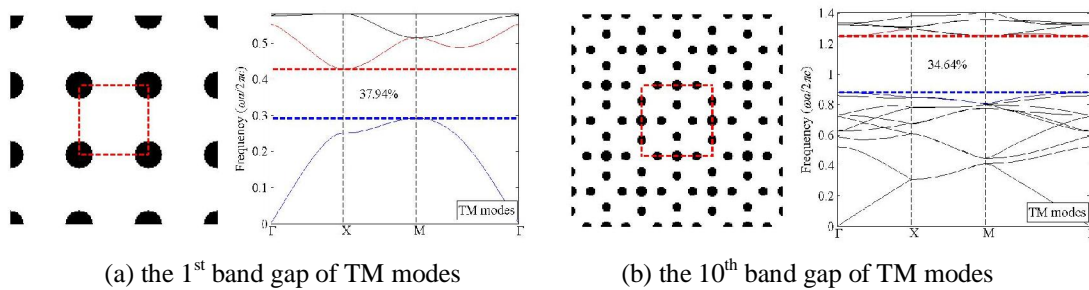 Frequency (ωa/2πc)
0.5
0.4
0.3
0.2
0.1
0
37.94%
TM modes
Γ X M Γ
Frequency (ωa/2πc)
1.4
1.2
1
0.8
0.6
0.4
0.2
0
34.64%
TM modes
Γ X M
(a) the 1st band gap of TM modes
(b) the 10th band gap of TM modes